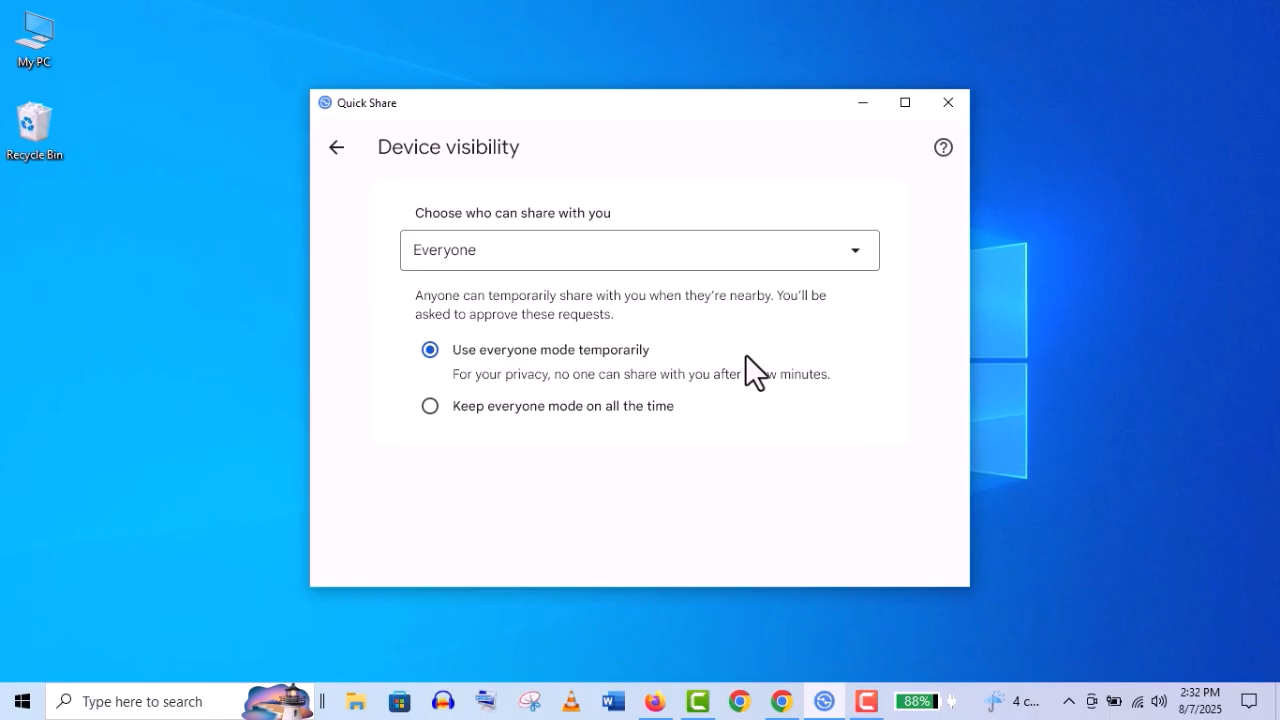 My PC
Recycle Bin
Quick Share
Device visibility
Choose who can share with you
Everyone
Anyone can temporarily share with you when they're nearby. You'll be
asked to approve these requests.
Use everyone mode temporarily
For your privacy, no one can share with you after minutes.
Keep everyone mode on all the time
Type here to search
88%
4 c...
2:32 PM
8/7/2025